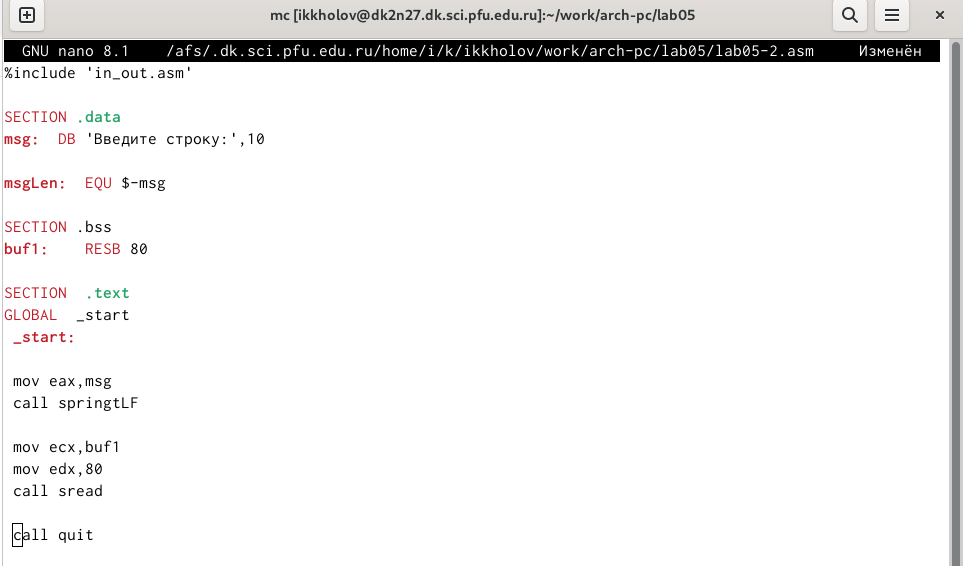 mc [ikkholov@dk2n27.dk.sci.pfu.edu.ru]:~/work/arch-pc/lab05
GNU nano 8.1 /afs/.dk.sci.pfu.edu.ru/home/i/k/ikkholov/work/arch-pc/lab05/lab05-2.asm Изменён
%include 'in_out.asm'
SECTION .data
msg: DB 'Введите строку:',10
msgLen: EQU $-msg
SECTION .bss
buf1: RESB 80
SECTION .text
GLOBAL _start
_start:
mov eax,msg
call springtLF
mov ecx,buf1
mov edx,80
call sread
call quit